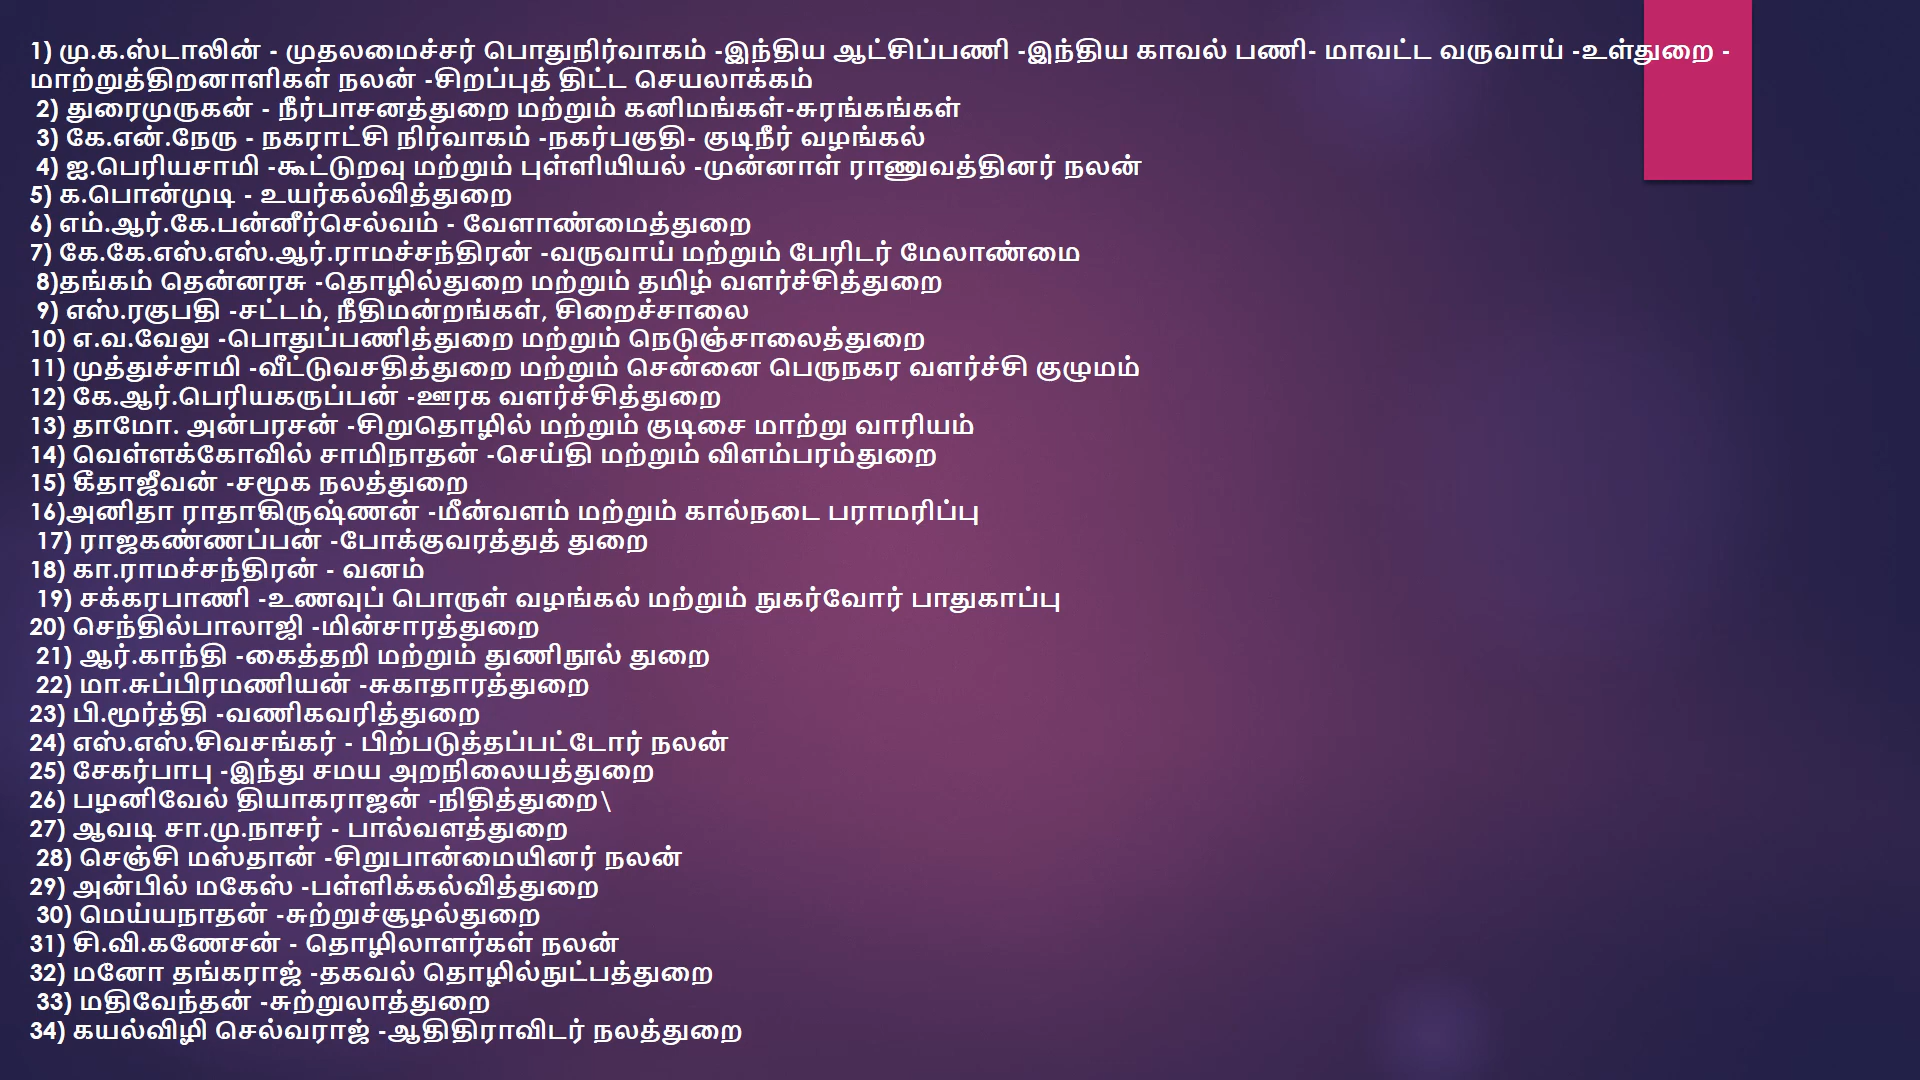 1) மு.க.ஸ்டாலின் - முதலமைச்சர் பொதுநிர்வாகம் -இந்திய ஆட்சிப்பணி -இந்திய காவல் பணி- மாவட்ட வருவாய் -உள்துறை -
மாற்றுத்திறனாளிகள் நலன் -சிறப்புத் திட்ட செயலாக்கம்
2) துரைமுருகன் - நீர்பாசனத்துறை மற்றும் கனிமங்கள்-சுரங்கங்கள்
3) கே.என்.நேரு - நகராட்சி நிர்வாகம் -நகர்பகுதி- குடிநீர் வழங்கல்
4) ஐ.பெரியசாமி -கூட்டுறவு மற்றும் புள்ளியியல் -முன்னாள் ராணுவத்தினர் நலன்
5) க.பொன்முடி - உயர்கல்வித்துறை
6) எம்.ஆர்.கே.பன்னீர்செல்வம் - வேளாண்மைத்துறை
7) கே.கே.எஸ்.எஸ்.ஆர்.ராமச்சந்திரன் -வருவாய் மற்றும் பேரிடர் மேலாண்மை
8)தங்கம் தென்னரசு -தொழில்துறை மற்றும் தமிழ் வளர்ச்சித்துறை
9) எஸ்.ரகுபதி -சட்டம், நீதிமன்றங்கள், சிறைச்சாலை
10) எ.வ.வேலு -பொதுப்பணித்துறை மற்றும் நெடுஞ்சாலைத்துறை
11) முத்துச்சாமி -வீட்டுவசதித்துறை மற்றும் சென்னை பெருநகர வளர்ச்சி குழுமம்
12) கே.ஆர்.பெரியகருப்பன் -ஊரக வளர்ச்சித்துறை
13) தாமோ. அன்பரசன் -சிறுதொழில் மற்றும் குடிசை மாற்று வாரியம்
14) வெள்ளக்கோவில் சாமிநாதன் -செய்தி மற்றும் விளம்பரம்துறை
15) கீதாஜீவன் -சமூக நலத்துறை
16)அனிதா ராதாகிருஷ்ணன் -மீன்வளம் மற்றும் கால்நடை பராமரிப்பு
17) ராஜகண்ணப்பன் -போக்குவரத்துத் துறை
18) கா.ராமச்சந்திரன் - வனம்
19) சக்கரபாணி -உணவுப் பொருள் வழங்கல் மற்றும் நுகர்வோர் பாதுகாப்பு
20) செந்தில்பாலாஜி -மின்சாரத்துறை
21) ஆர்.காந்தி -கைத்தறி மற்றும் துணிநூல் துறை
22) மா.சுப்பிரமணியன் -சுகாதாரத்துறை
23) பி.மூர்த்தி -வணிகவரித்துறை
24) எஸ்.எஸ்.சிவசங்கர் - பிற்படுத்தப்பட்டோர் நலன்
25) சேகர்பாபு -இந்து சமய அறநிலையத்துறை
26) பழனிவேல் தியாகராஜன் -நிதித்துறை\
27) ஆவடி சா.மு.நாசர் - பால்வளத்துறை
28) செஞ்சி மஸ்தான் -சிறுபான்மையினர் நலன்
29) அன்பில் மகேஸ் -பள்ளிக்கல்வித்துறை
30) மெய்யநாதன் -சுற்றுச்சூழல்துறை
31) சி.வி.கணேசன் - தொழிலாளர்கள் நலன்
32) மனோ தங்கராஜ் -தகவல் தொழில்நுட்பத்துறை
33) மதிவேந்தன் -சுற்றுலாத்துறை
34) கயல்விழி செல்வராஜ் -ஆதிதிராவிடர் நலத்துறை